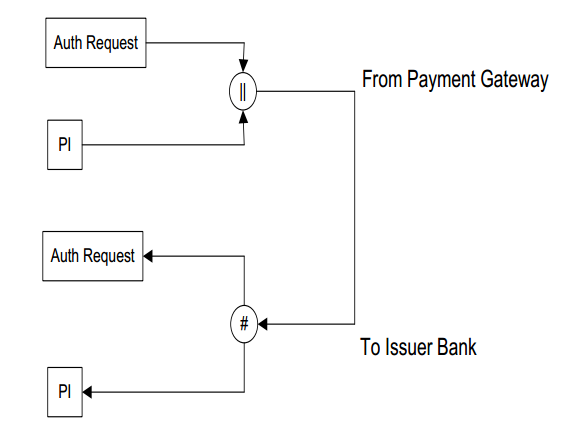 Auth Request
||
From Payment Gateway
PI
Auth Request
#
To Issuer Bank
PI